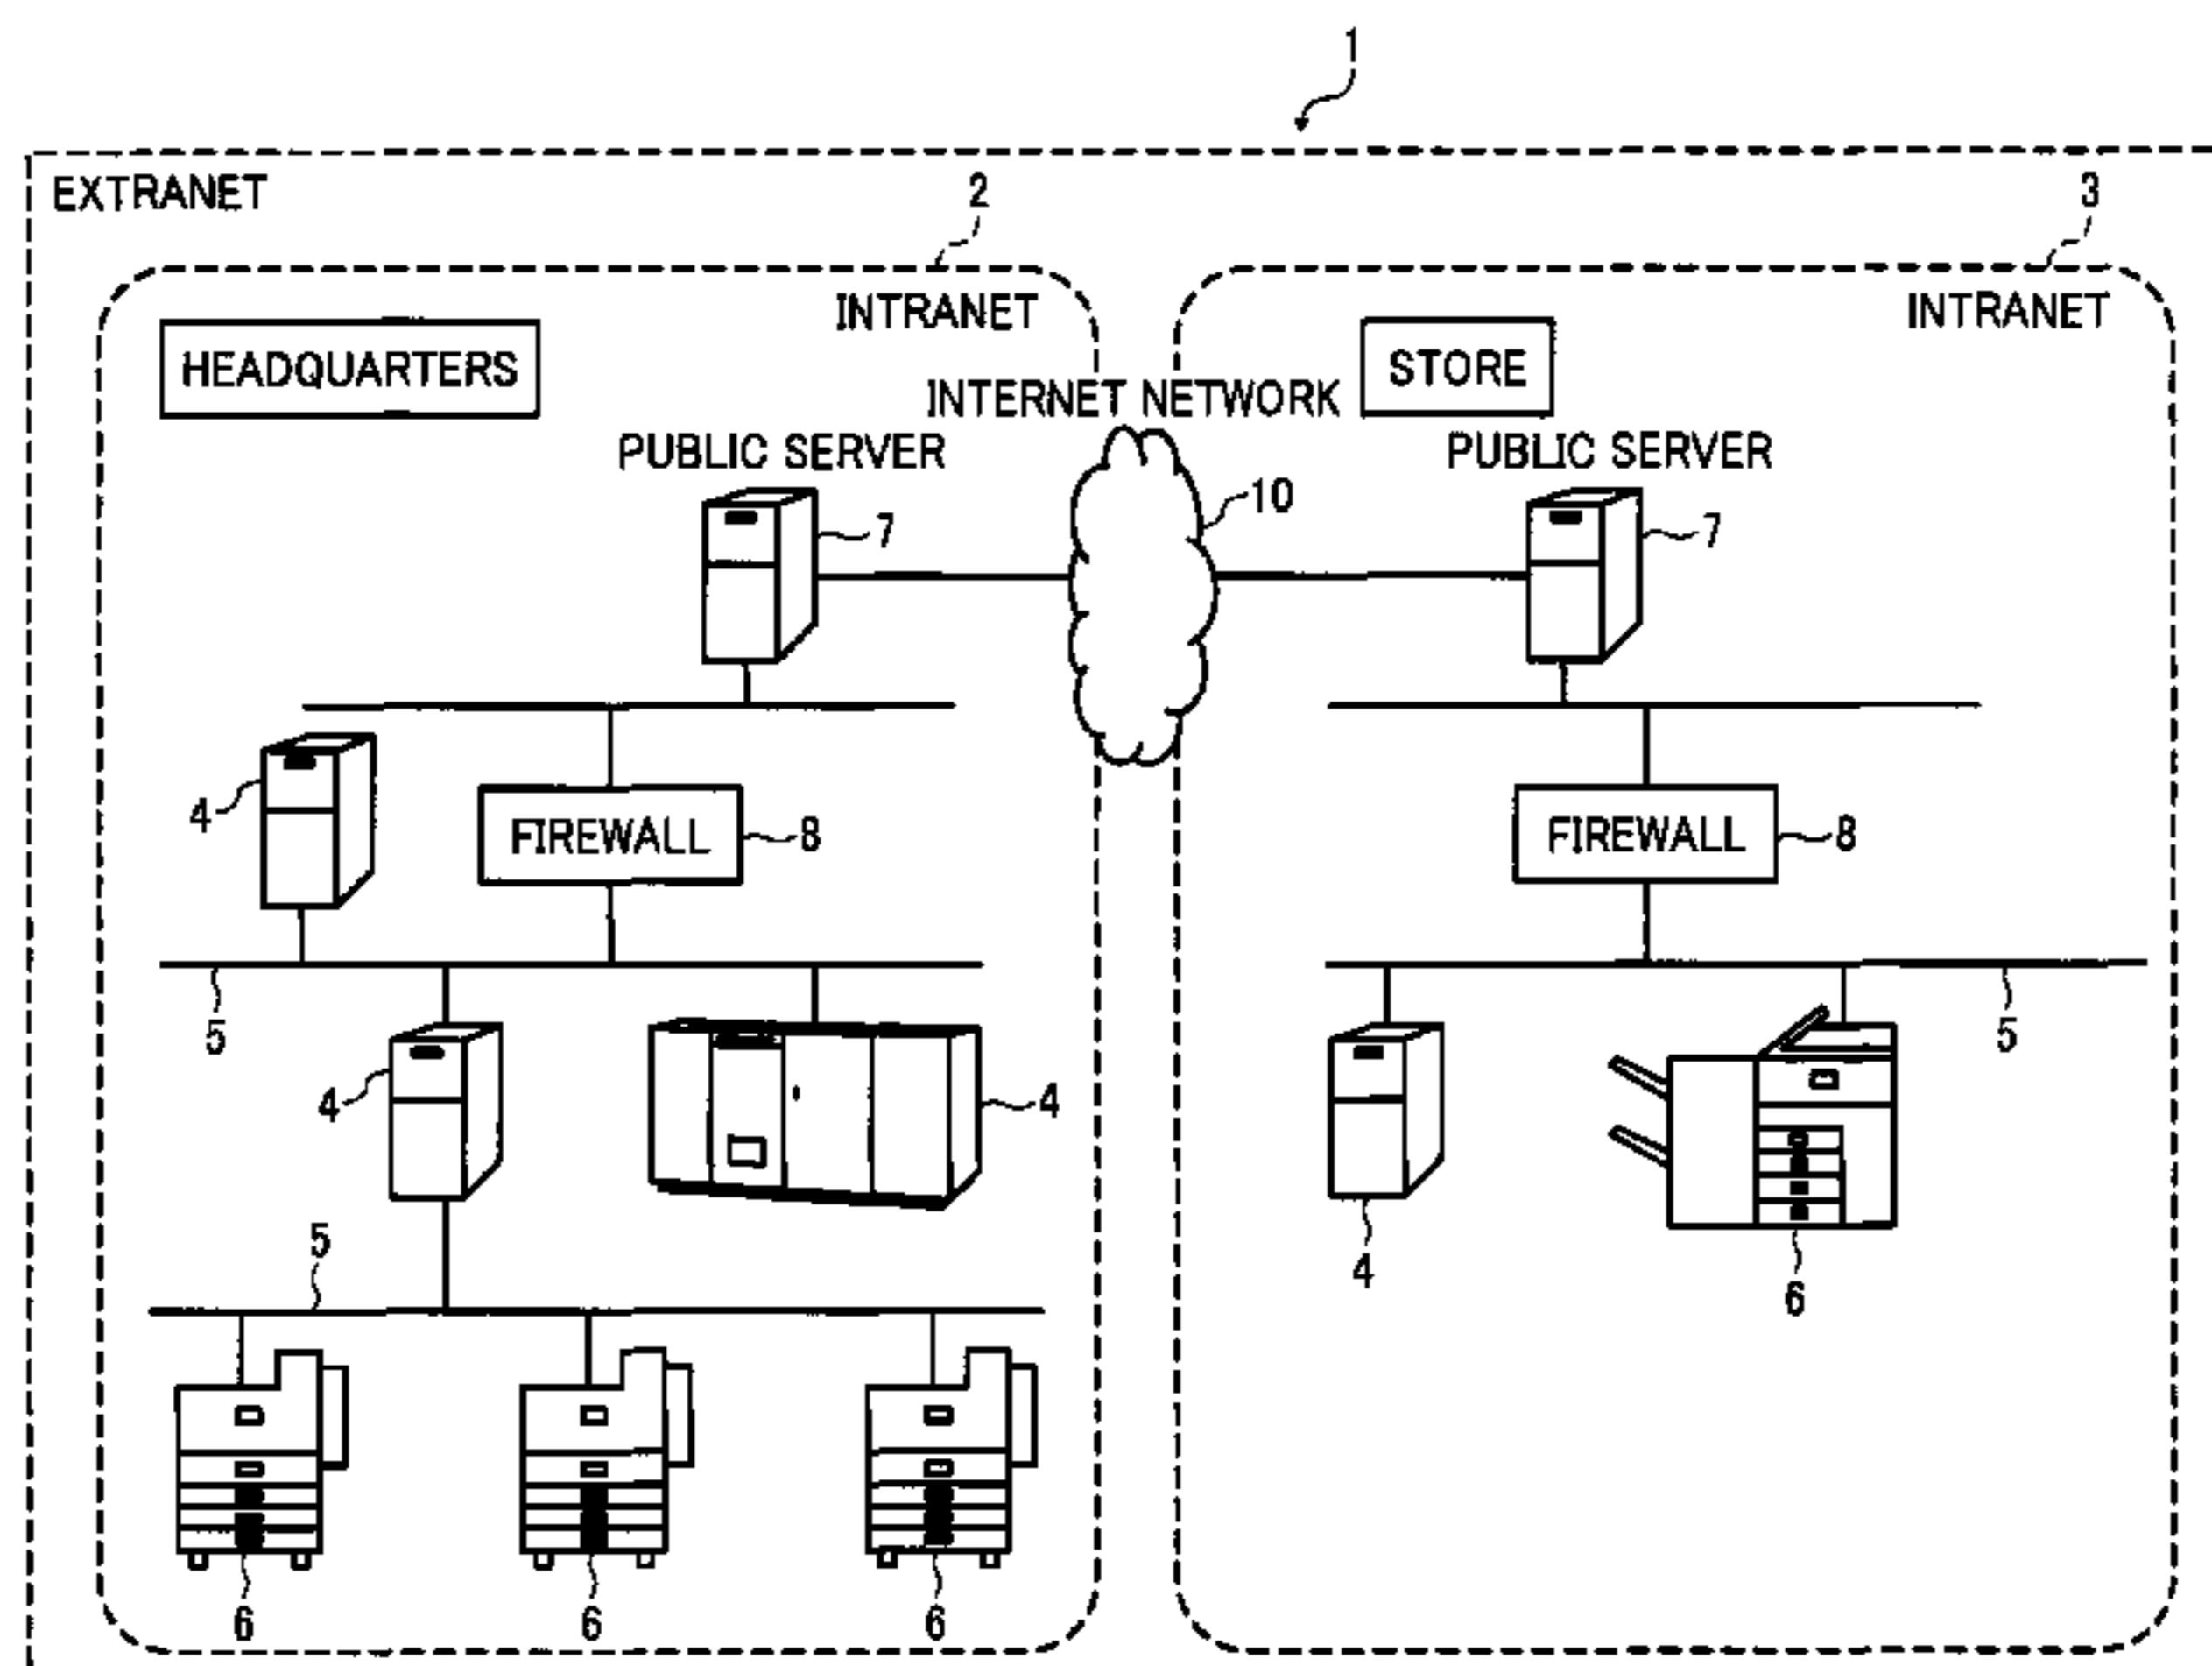 1
EXTRANET
2
3
INTRANET
INTRANET
HEADQUARTERS
STORE
INTERNET NETWORK
PUBLIC SERVER
PUBLIC SERVER
10
7
7
4
FIREWALL
8
FIREWALL
8
5
5
4
4
4
6
5
6
6
6